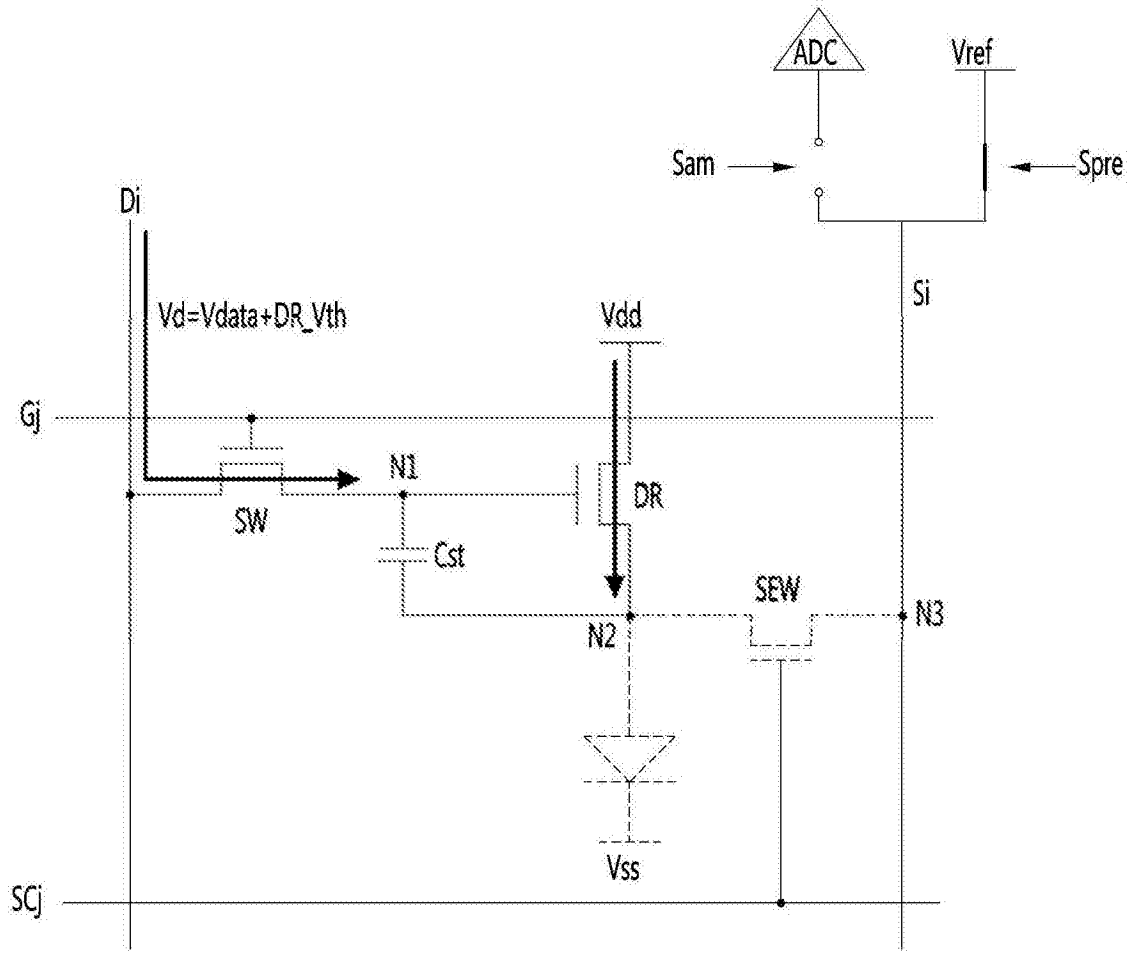 ADC
Vref
Sam
Spre
Di
Si
Vd=Vdata+DR_Vth
Vdd
Gj
N1
DR
SW
Cst
SEW
N3
N2
Vss
SCj